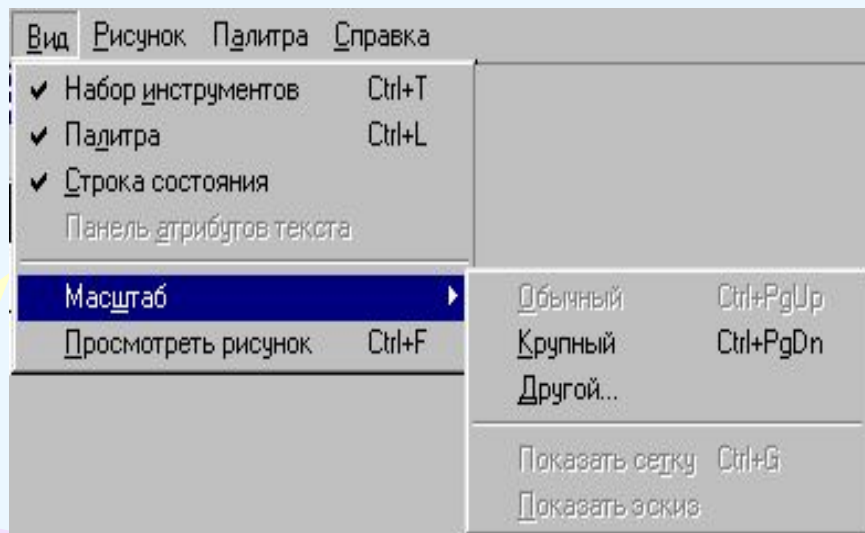 Вид Рисунок Палитра Справка
Набор инструментов Ctrl+T
Палитра Ctrl+L
Строка состояния
Панель атрибутов текста
Масштаб
Просмотреть рисунок Ctrl+F
Обычный Ctrl+PgUp
Крупный Ctrl+PgDn
Другой...
Показать сетку Ctrl+G
Показать эскиз